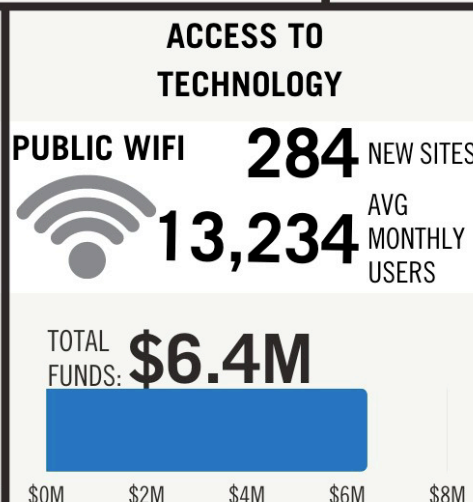 ACCESS TO
TECHNOLOGY
PUBLIC WIFI
284 NEW SITES
13,234 AVG
MONTHLY
USERS
TOTAL
FUNDS: $6.4M
$0M $2M $4M $6M $8M